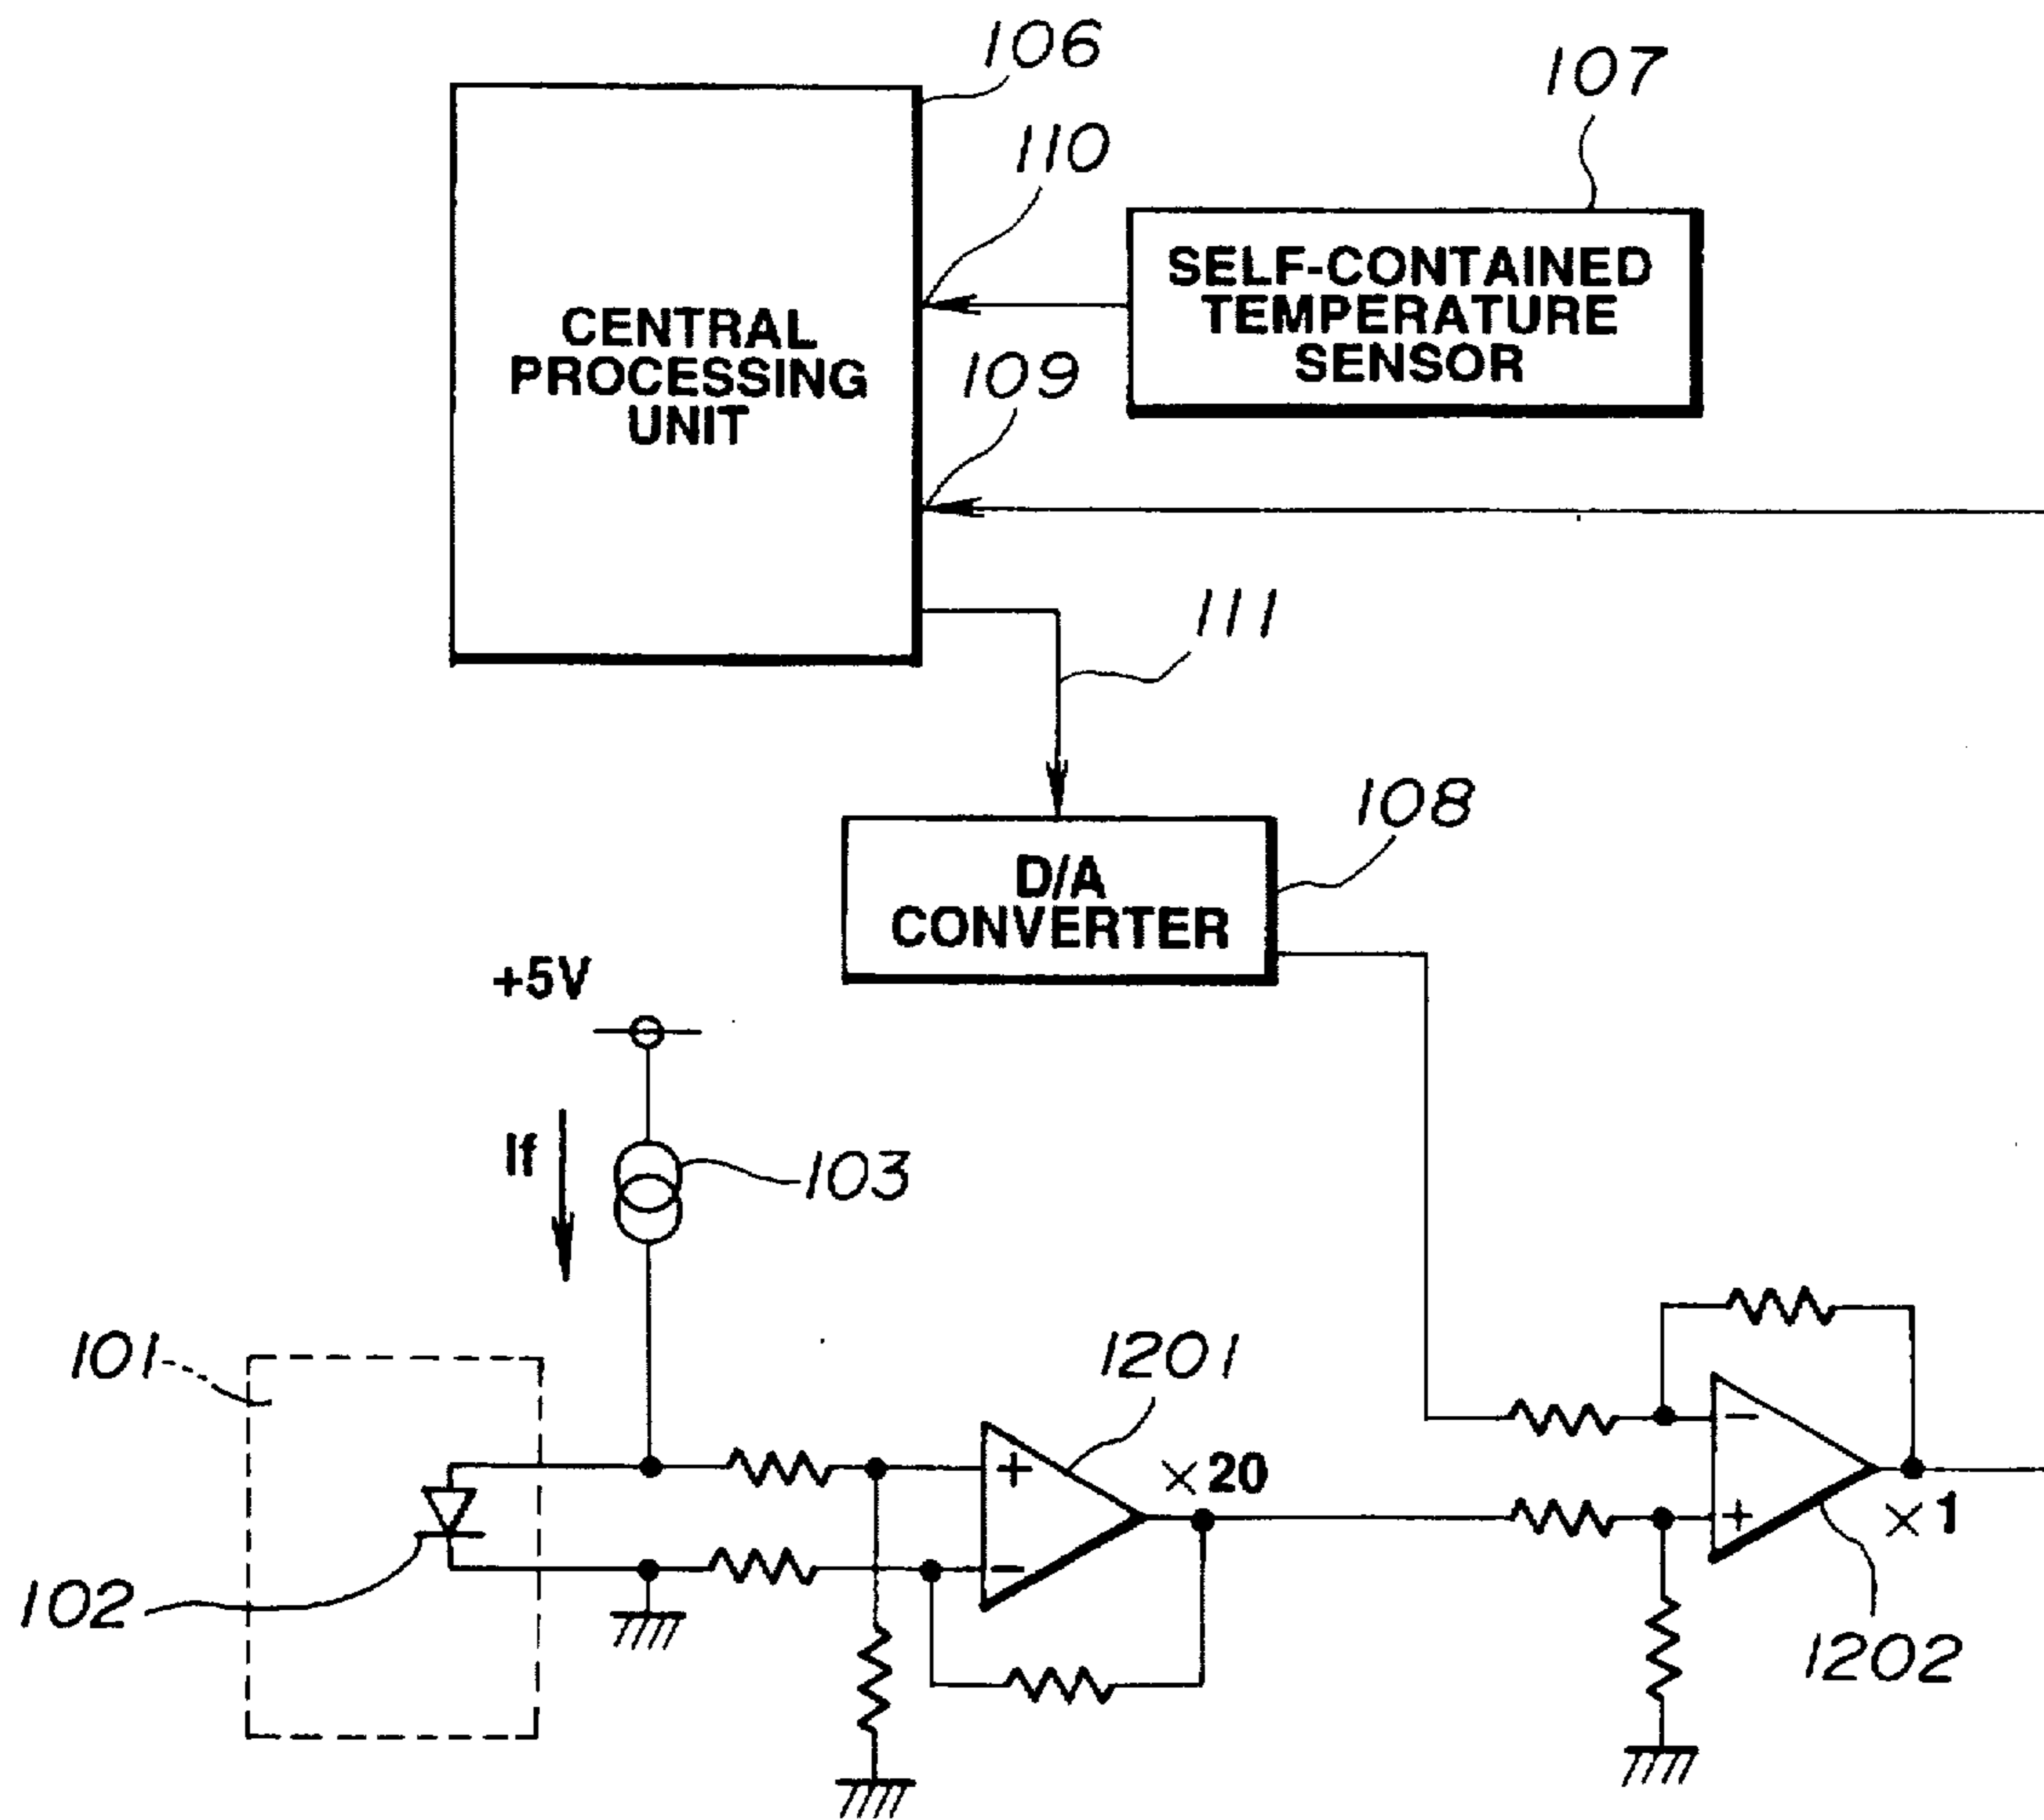 106
107
110
SELF-CONTAINED
TEMPERATURE
SENSOR
CENTRAL
PROCESSING
UNIT
109
111
108
D/A
CONVERTER
+5V
If
103
101
1201
+
×20
−
−
+
×1
102
1202